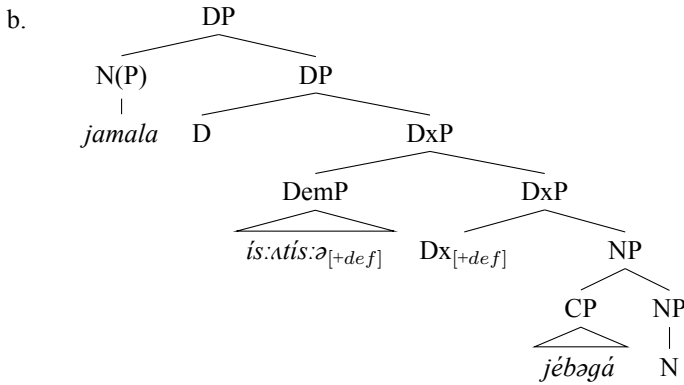 b.
DP
N(P) DP
jamala D DxP
DemP DxP
ís:ʌtís:ə[+def] Dx[+def] NP
CP NP
jébəgá N